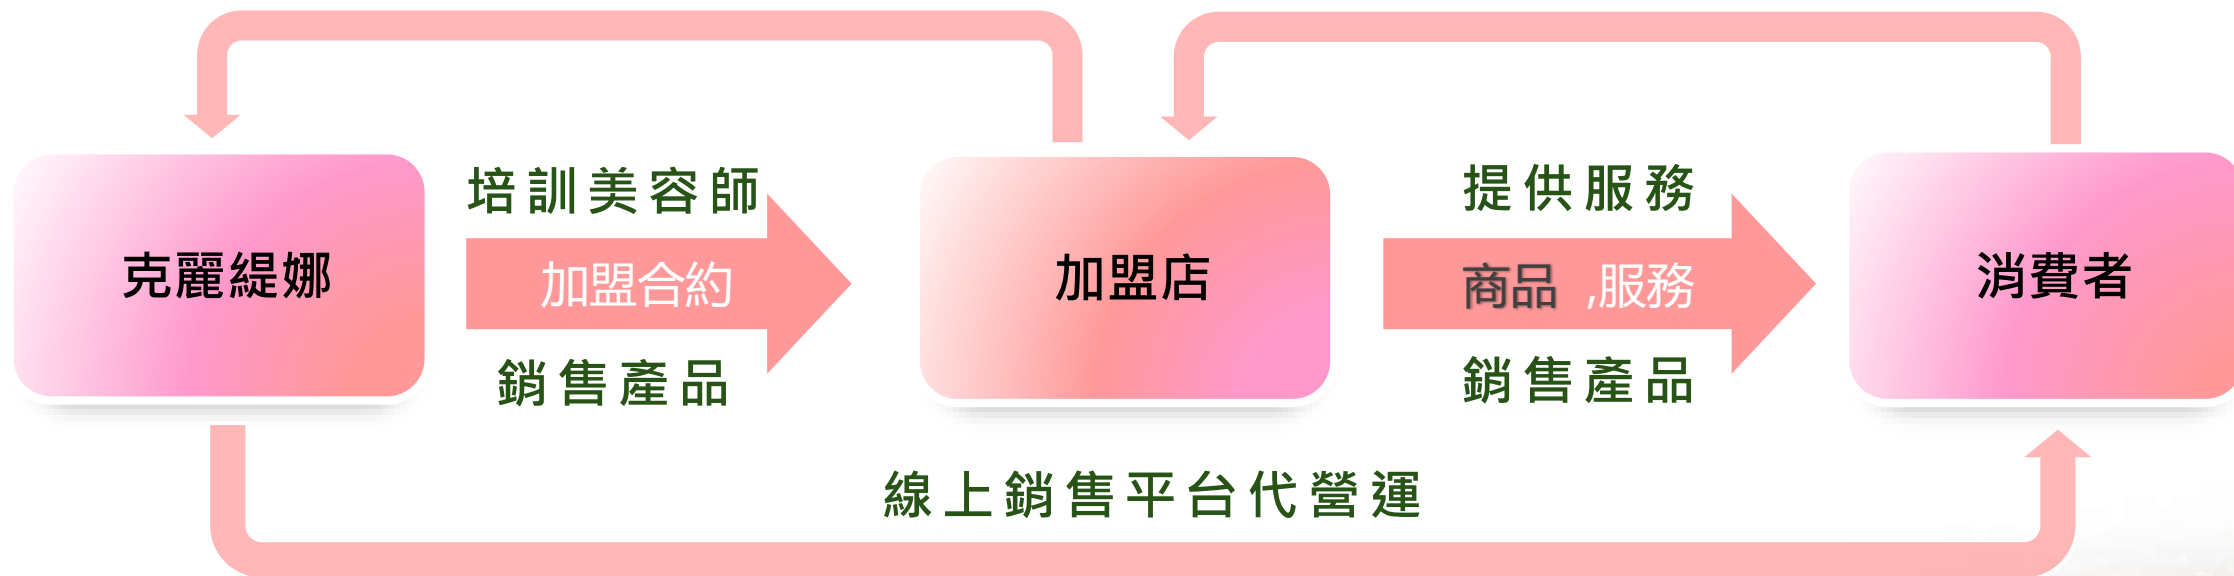 克麗緹娜
培訓美容師
加盟合約
銷售產品
加盟店
提供服務
商品 ,服務
銷售產品
消費者
線上銷售平台代營運